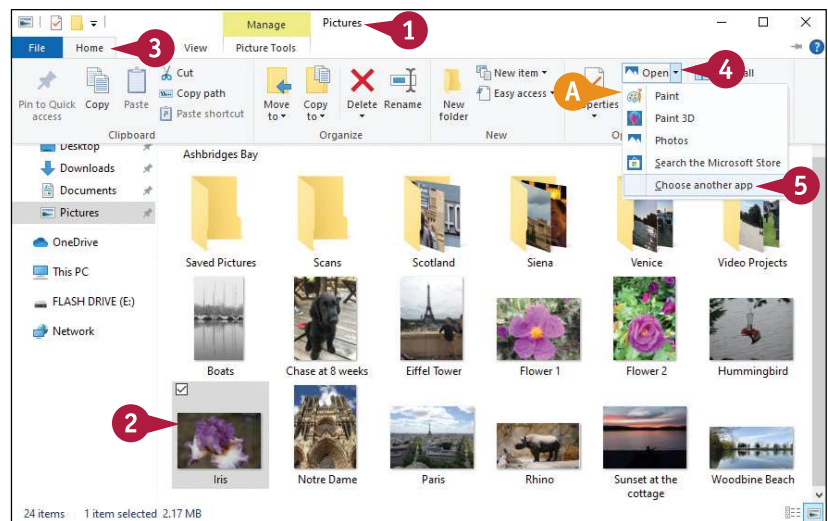 Manage
Pictures
1
File
Home
3
View
Picture Tools
Pin to Quick
access
Copy
Paste
Cut
Copy path
Paste shortcut
Clipboard
Move
to
Copy
to
Delete
Rename
Organize
New
folder
New item
Easy access
New
Open
4
A
Paint
Paint 3D
Photos
Search the Microsoft Store
Choose another app
5
Desktop
Downloads
Documents
Pictures
OneDrive
This PC
FLASH DRIVE (E:)
Network
Ashbridges Bay
Saved Pictures
Scans
Scotland
Siena
Venice
Video Projects
Boats
Chase at 8 weeks
Eiffel Tower
Flower 1
Flower 2
Hummingbird
2
Iris
Notre Dame
Paris
Rhino
Sunset at the
cottage
Woodbine Beach
24 items
1 item selected 2.17 MB